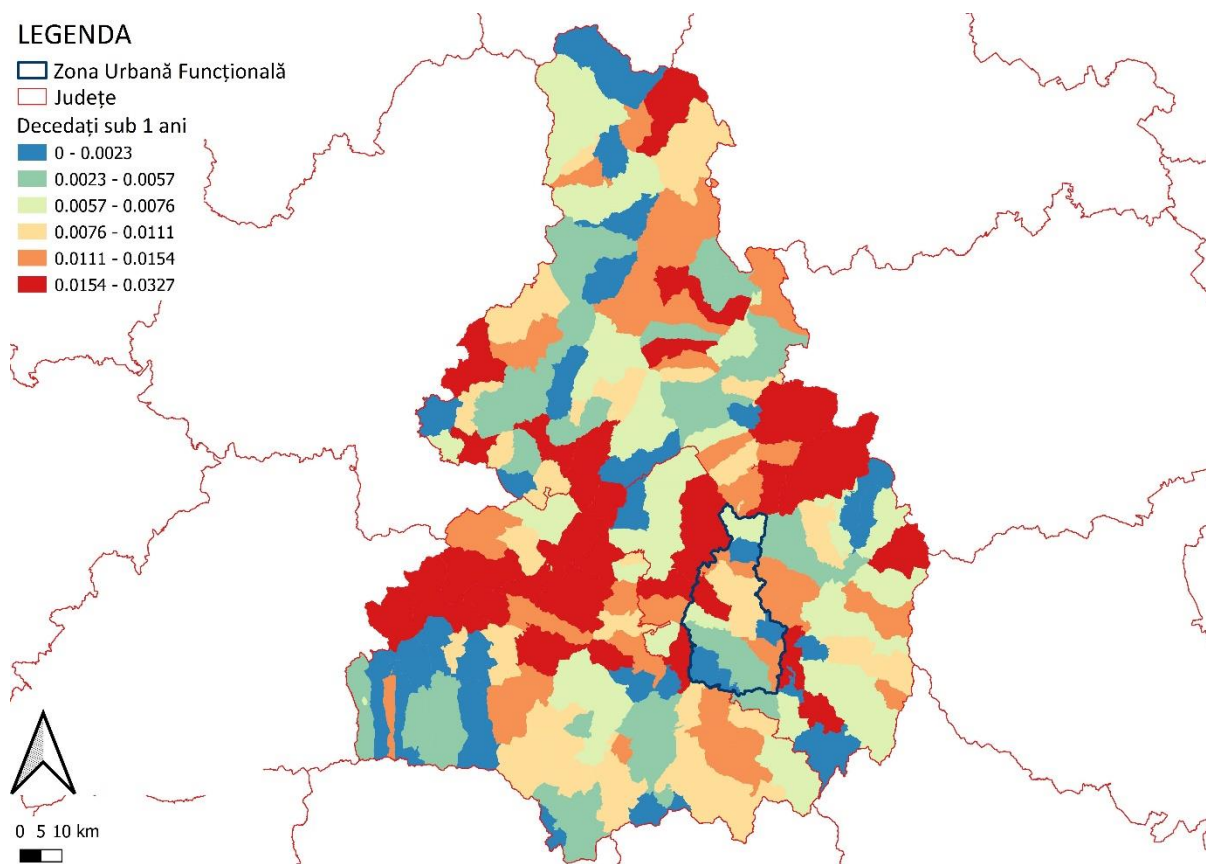 LEGENDA
Zona Urbană Funcțională
Județe
Decedați sub 1 ani
0 - 0.0023
0.0023 - 0.0057
0.0057 - 0.0076
0.0076 - 0.0111
0.0111 - 0.0154
0.0154 - 0.0327
0 5 10 km